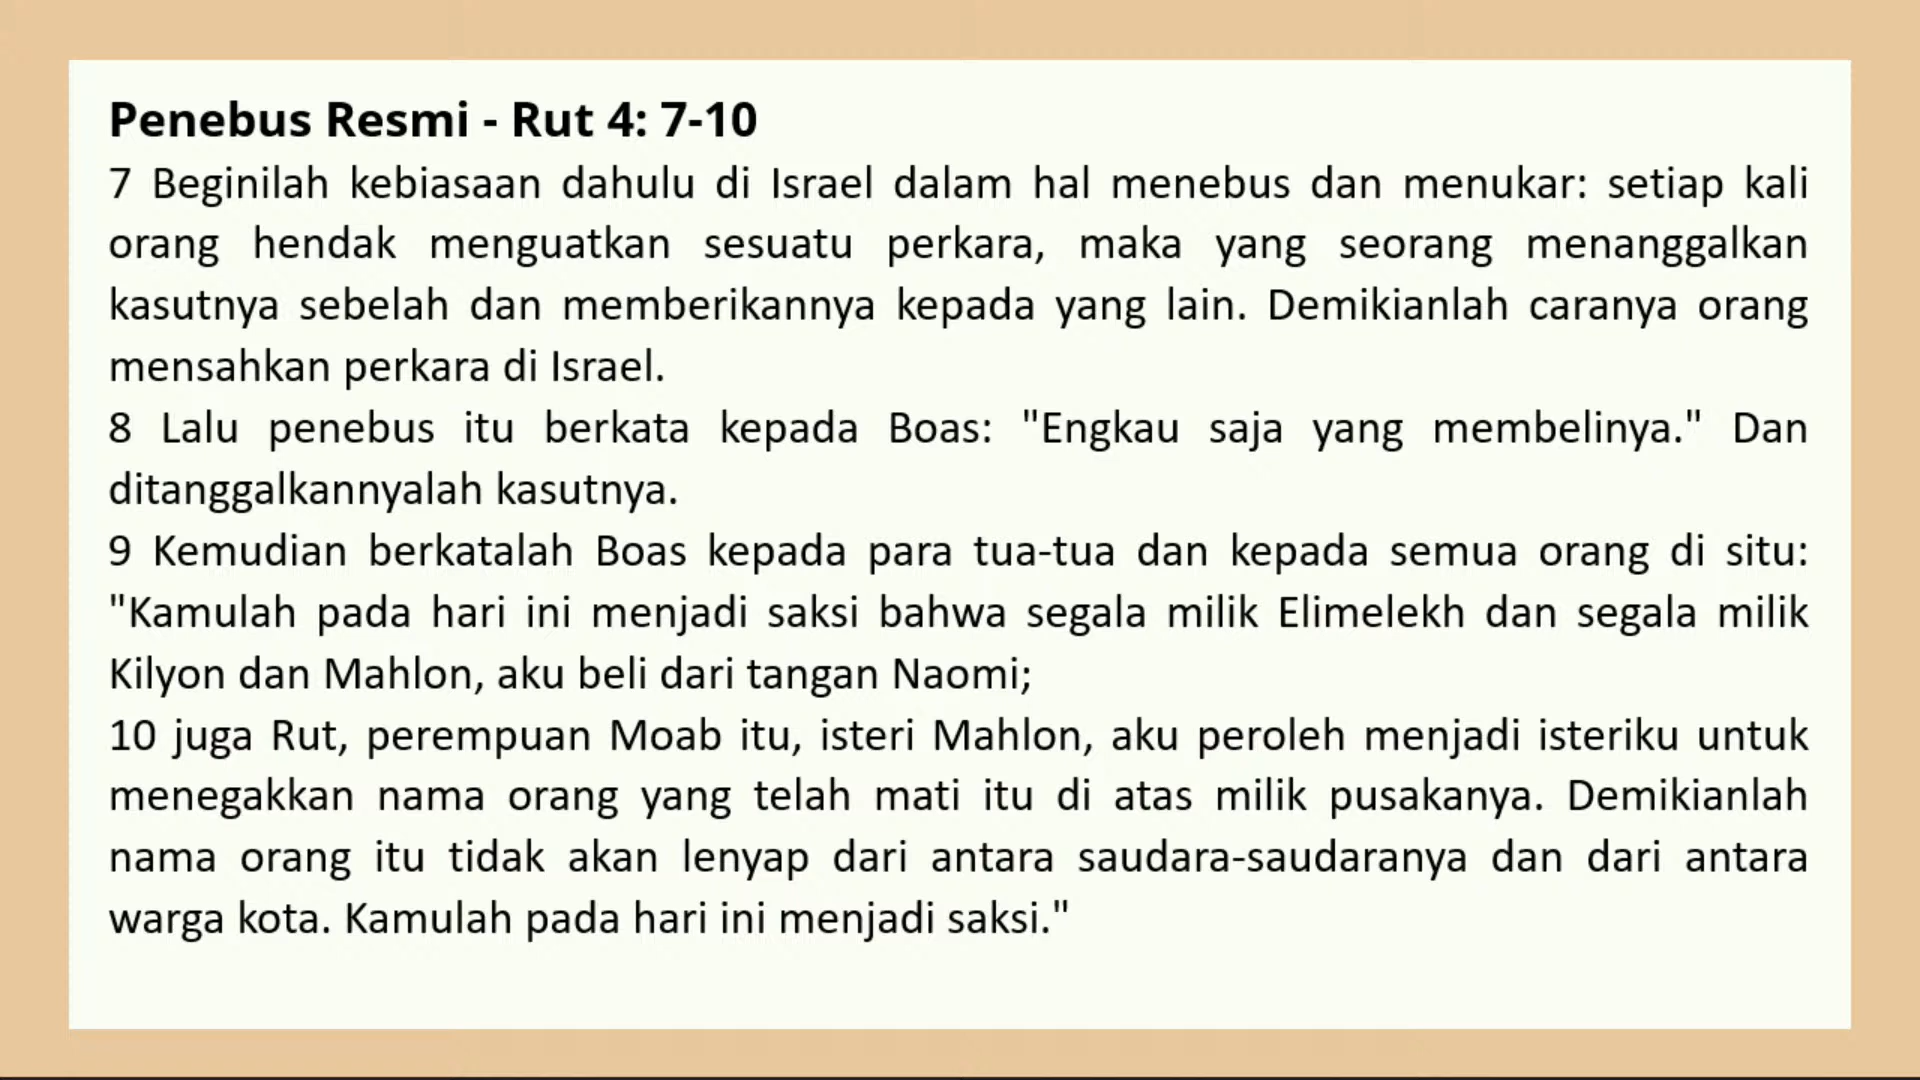 Penebus Resmi - Rut 4: 7-10
7 Beginilah kebiasaan dahulu di Israel dalam hal menebus dan menukar: setiap kali
orang hendak menguatkan sesuatu perkara, maka yang seorang menanggalkan
kasutnya sebelah dan memberikannya kepada yang lain. Demikianlah caranya orang
mensahkan perkara di Israel.
8 Lalu penebus itu berkata kepada Boas: "Engkau saja yang membelinya." Dan
ditanggalkannyalah kasutnya.
9 Kemudian berkatalah Boas kepada para tua-tua dan kepada semua orang di situ:
"Kamulah pada hari ini menjadi saksi bahwa segala milik Elimelekh dan segala milik
Kilyon dan Mahlon, aku beli dari tangan Naomi;
10 juga Rut, perempuan Moab itu, isteri Mahlon, aku peroleh menjadi isteriku untuk
menegakkan nama orang yang telah mati itu di atas milik pusakanya. Demikianlah
nama orang itu tidak akan lenyap dari antara saudara-saudaranya dan dari antara
warga kota. Kamulah pada hari ini menjadi saksi."